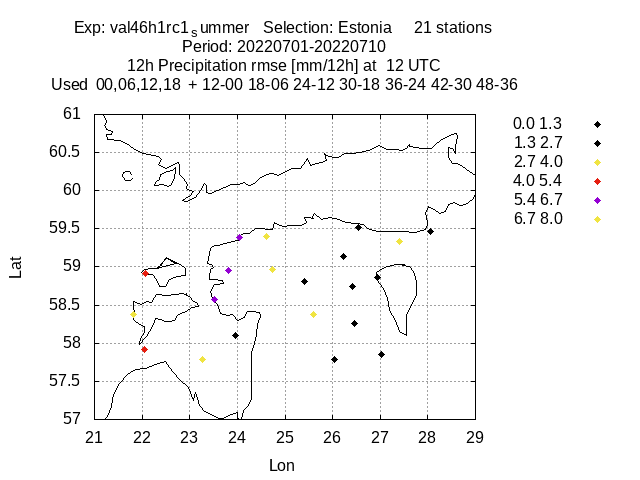 Exp: val46h1rc1summer   Selection: Estonia     21 stations
Period: 20220701-20220710
12h Precipitation rmse [mm/12h] at  12 UTC
Used  00,06,12,18  + 12-00 18-06 24-12 30-18 36-24 42-30 48-36
61
60.5
60
59.5
59
58.5
58
57.5
57
21 22 23 24 25 26 27 28 29
Lat
Lon
0.0 1.3
1.3 2.7
2.7 4.0
4.0 5.4
5.4 6.7
6.7 8.0